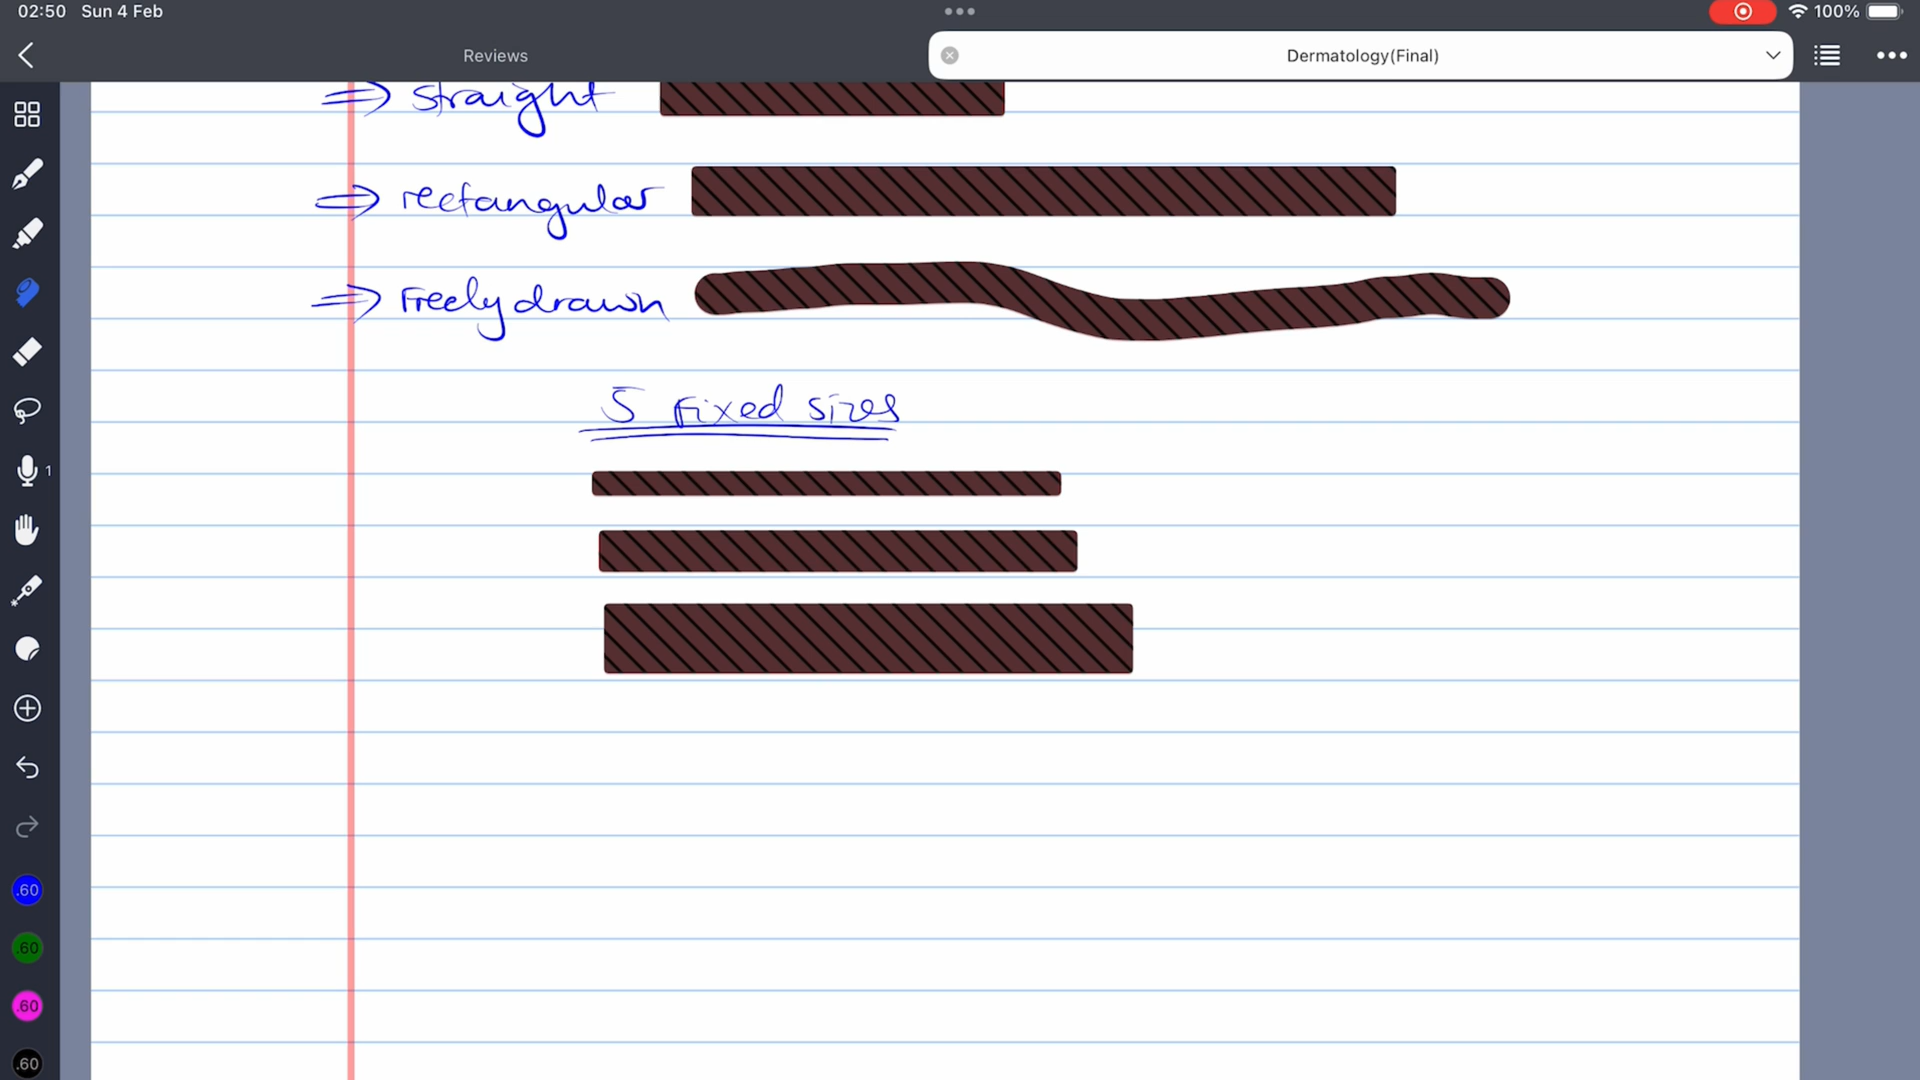 02:50 Sun 4 Feb
100%
Reviews
Dermatology(Final)
⇒ straight
⇒ rectangular
⇒ Freely drawn
5 Fixed sizes
1
.60
.60
.60
.60